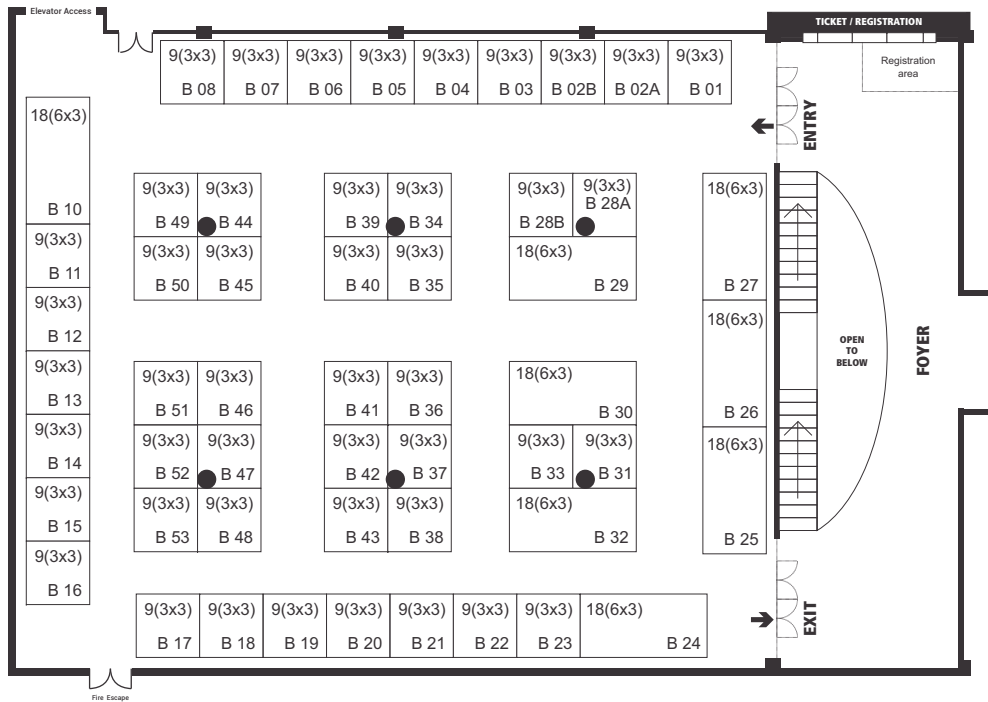 Elevator Access
TICKET / REGISTRATION
Registration
area
9(3x3) 9(3x3) 9(3x3) 9(3x3) 9(3x3) 9(3x3) 9(3x3) 9(3x3) 9(3x3)
B 08 B 07 B 06 B 05 B 04 B 03 B 02B B 02A B 01
ENTRY
18(6x3)
B 10
9(3x3)
B 11
9(3x3)
B 12
9(3x3)
B 13
9(3x3)
B 14
9(3x3)
B 15
9(3x3)
B 16
9(3x3) 9(3x3)
B 49 B 44
9(3x3) 9(3x3)
B 50 B 45
9(3x3) 9(3x3)
B 39 B 34
9(3x3) 9(3x3)
B 40 B 35
9(3x3) 9(3x3)
B 28B B 28A
18(6x3)
B 29
18(6x3)
B 27
18(6x3)
B 26
18(6x3)
B 25
9(3x3) 9(3x3)
B 51 B 46
9(3x3) 9(3x3)
B 52 B 47
9(3x3) 9(3x3)
B 53 B 48
9(3x3) 9(3x3)
B 41 B 36
9(3x3) 9(3x3)
B 42 B 37
9(3x3) 9(3x3)
B 43 B 38
18(6x3)
B 30
9(3x3) 9(3x3)
B 33 B 31
18(6x3)
B 32
OPEN
TO
BELOW
FOYER
EXIT
9(3x3) 9(3x3) 9(3x3) 9(3x3) 9(3x3) 9(3x3) 9(3x3) 18(6x3)
B 17 B 18 B 19 B 20 B 21 B 22 B 23 B 24
Fire Escape